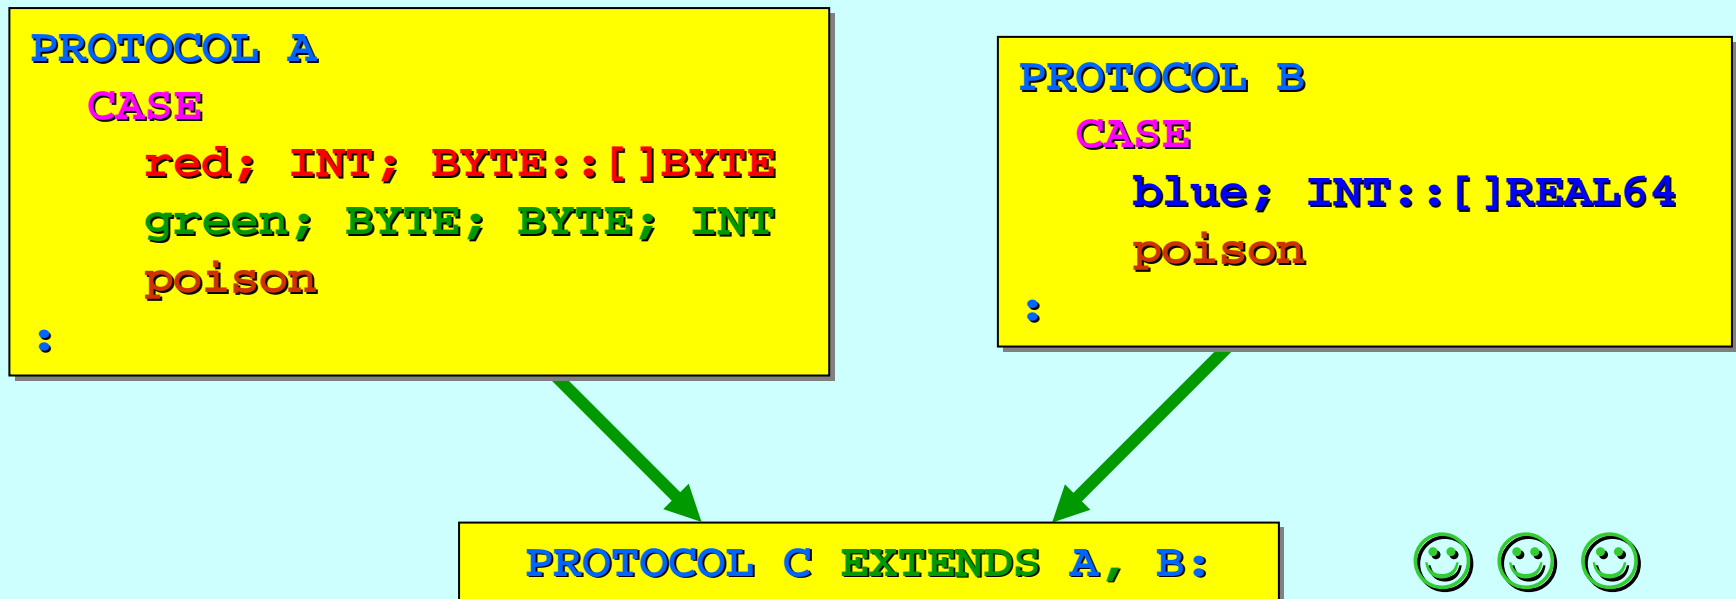 PROTOCOL A
CASE
red; INT; BYTE::[]BYTE
green; BYTE; BYTE; INT
poison
:
PROTOCOL B
CASE
blue; INT::[]REAL64
poison
:
PROTOCOL C EXTENDS A, B: